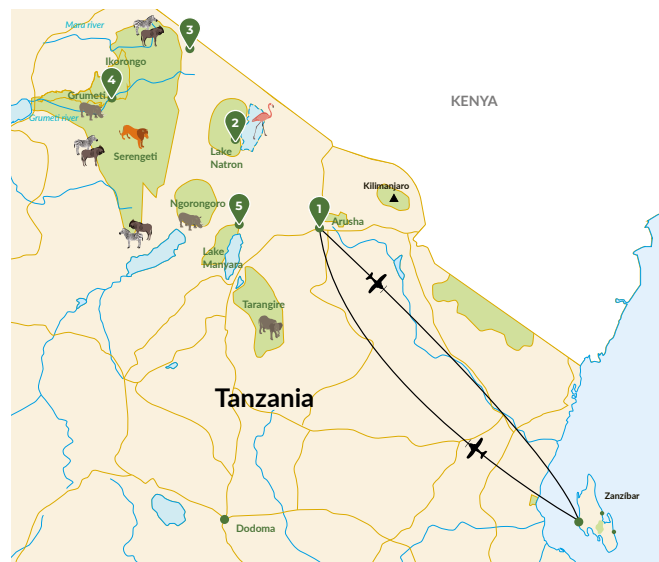 Mara river
3
Ikorongo
4
Grumeti
Grumeti river
KENYA
2
Serengeti
Lake
Natron
Kilimanjaro
Ngorongoro
5
1
Arusha
Lake
Manyara
Tarangire
Tanzania
Zanzíbar
Dodoma